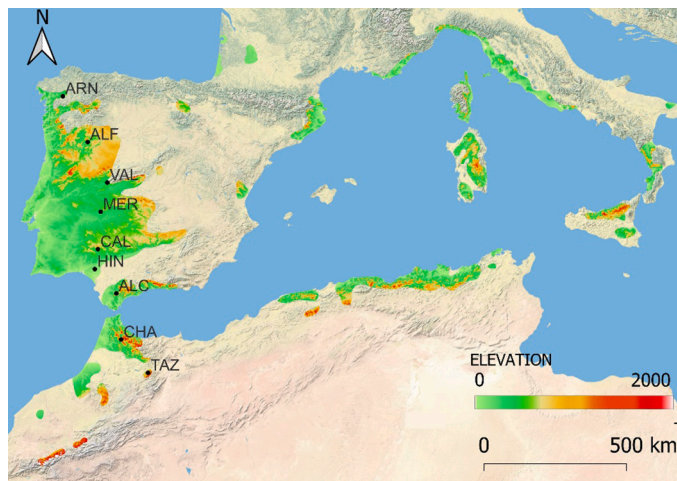 N
ARN
ALF
VAL
MER
CAL
HIN
ALC
CHA
TAZ
ELEVATION
0 2000
0 500 km